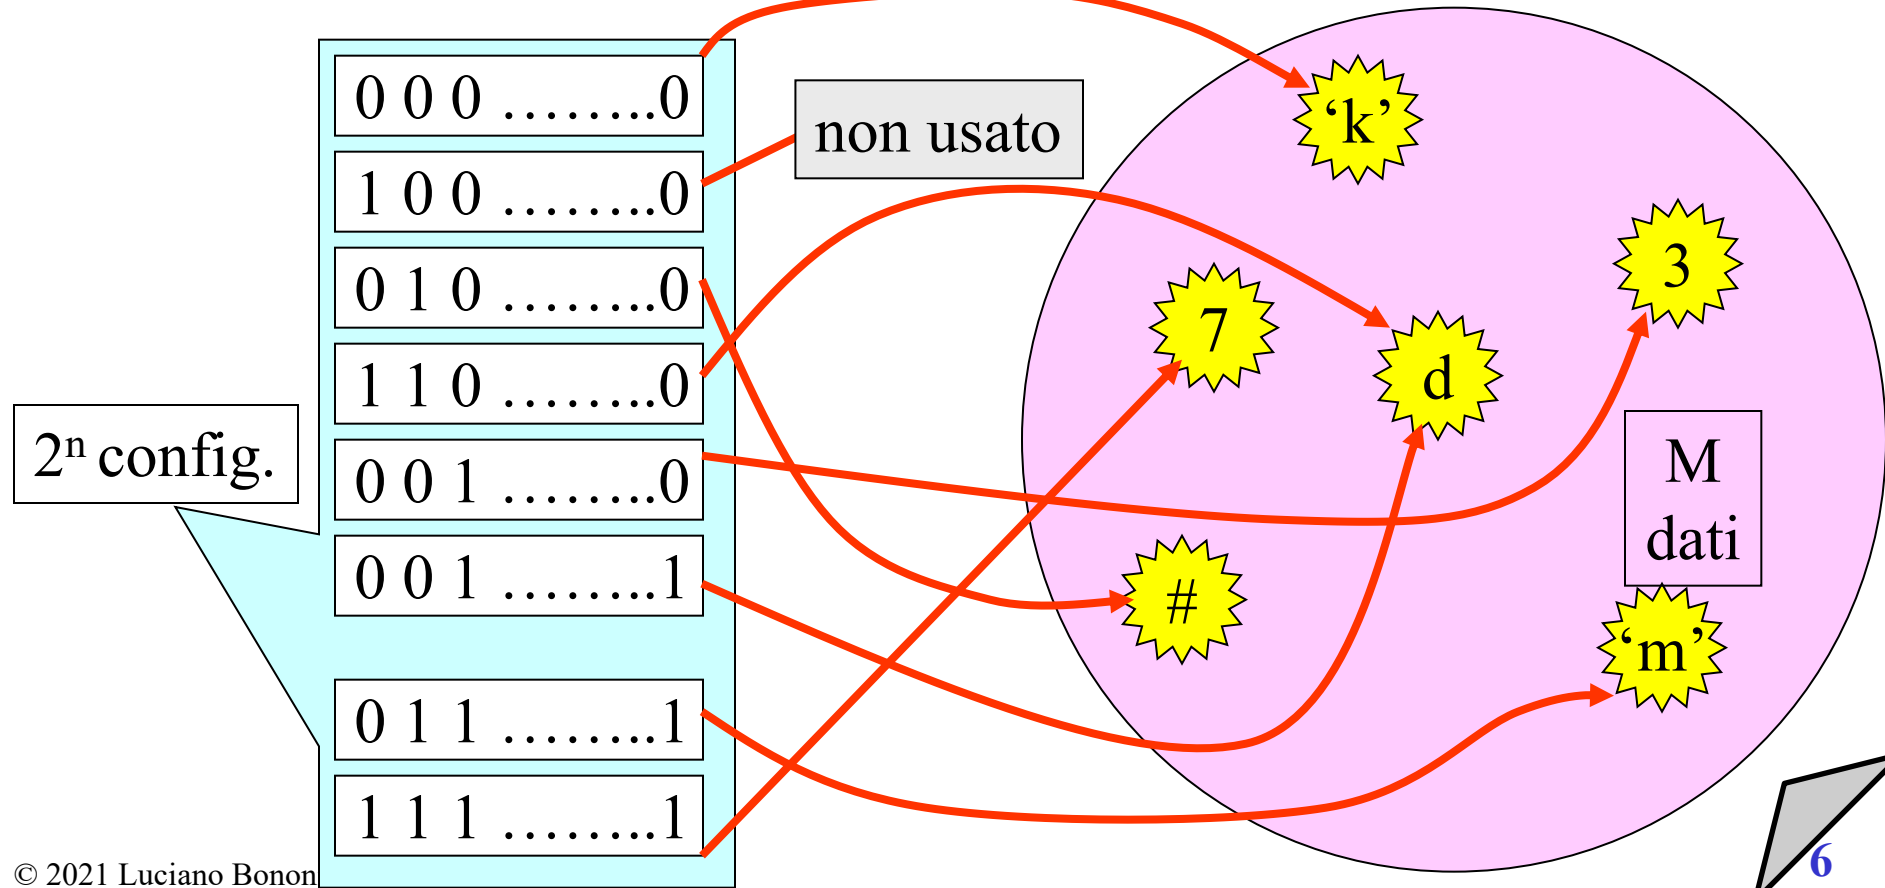 0 0 0 ……..0
1 0 0 ……..0
0 1 0 ……..0
1 1 0 ……..0
0 0 1 ……..0
0 0 1 ……..1
0 1 1 ……..1
1 1 1 ……..1
2ⁿ config.
non usato
‘k’
3
7
d
#
M
dati
‘m’
© 2021 Luciano Bonon
6